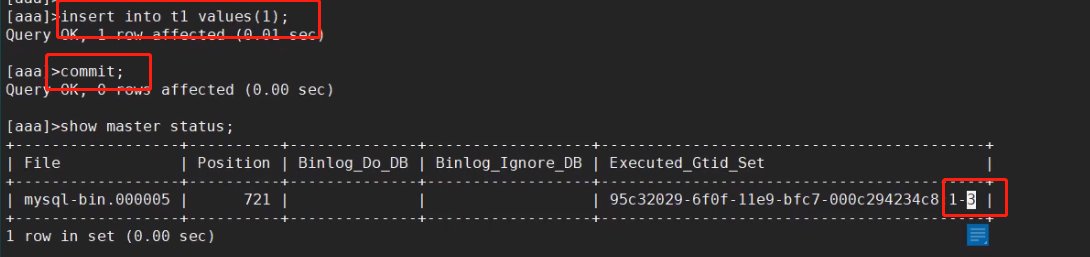 [aaa]>insert into t1 values(1);
Query OK, 1 row affected (0.01 sec)
[aaa]>commit;
Query OK, 0 rows affected (0.00 sec)
[aaa]>show master status;
+------------------+----------+--------------+------------------+------------------------------------------+
| File | Position | Binlog_Do_DB | Binlog_Ignore_DB | Executed_Gtid_Set |
+------------------+----------+--------------+------------------+------------------------------------------+
| mysql-bin.000005 | 721 | | | 95c32029-6f0f-11e9-bfc7-000c294234c8:1-3 |
+------------------+----------+--------------+------------------+------------------------------------------+
1 row in set (0.00 sec)